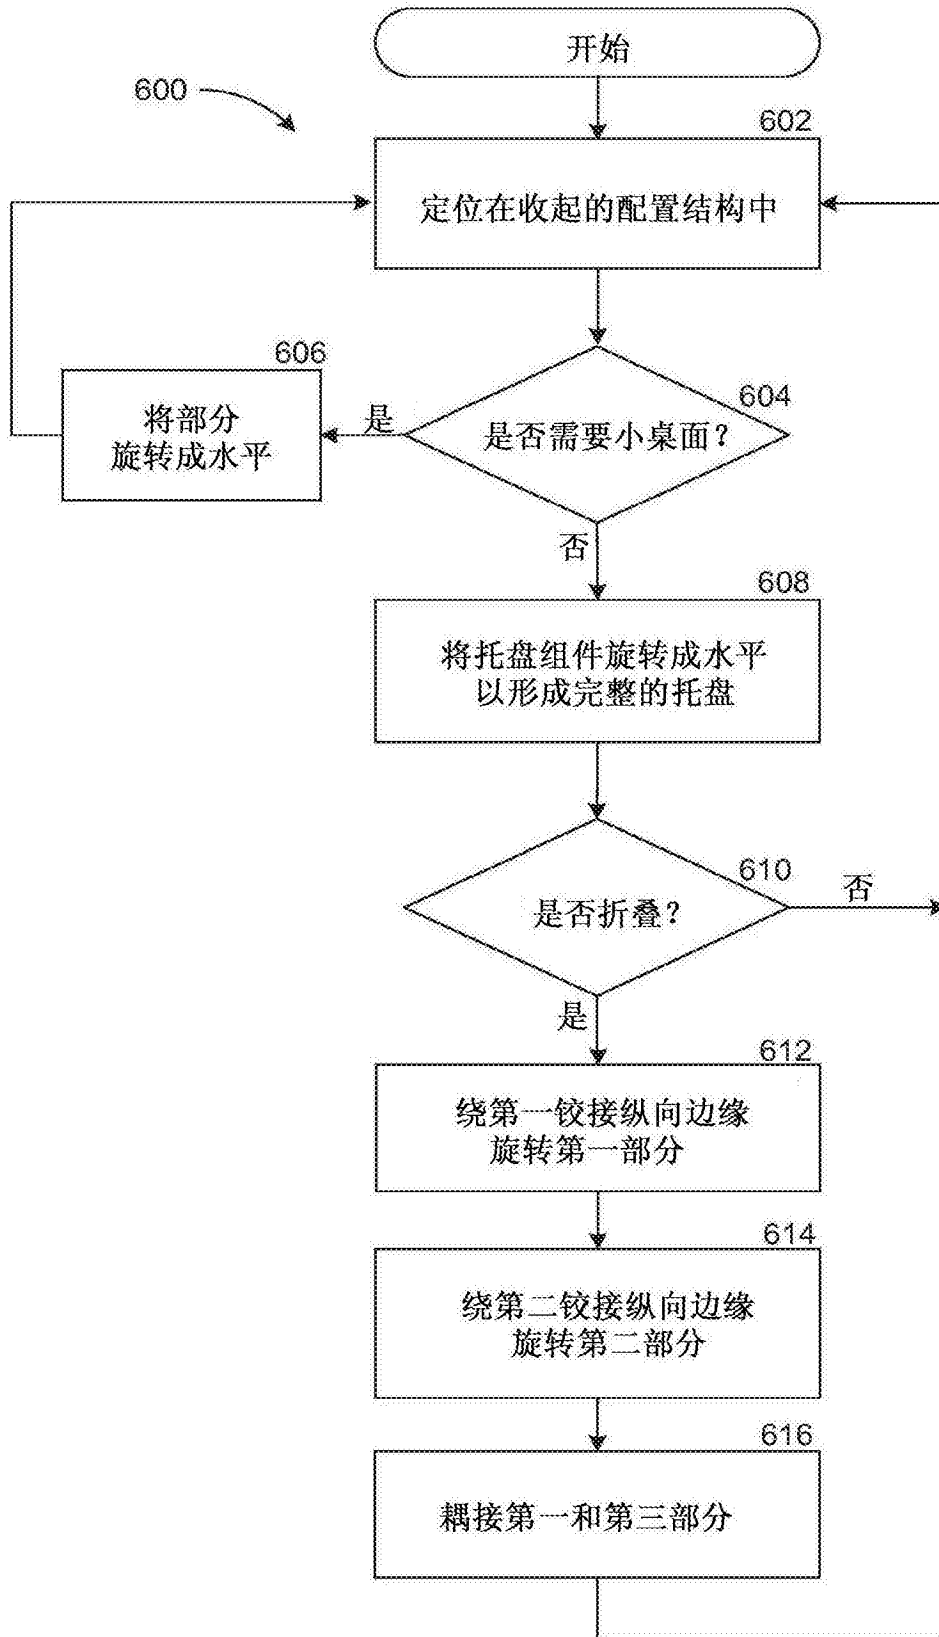 开始
600
602
定位在收起的配置结构中
606
将部分
旋转成水平
是
604
是否需要小桌面？
否
608
将托盘组件旋转成水平
以形成完整的托盘
610
是否折叠？
否
是
612
绕第一铰接纵向边缘
旋转第一部分
614
绕第二铰接纵向边缘
旋转第二部分
616
耦接第一和第三部分